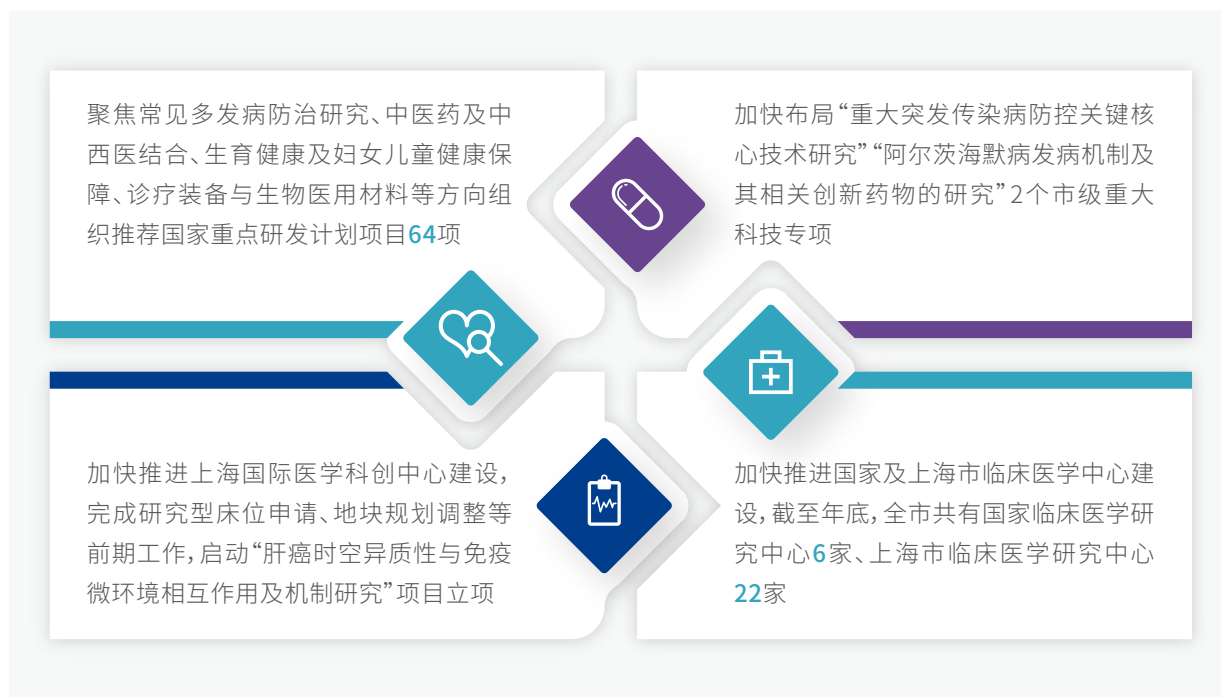 聚焦常见多发病防治研究、中医药及中
西医结合、生育健康及妇女儿童健康保
障、诊疗装备与生物医用材料等方向组
织推荐国家重点研发计划项目64项
加快布局“重大突发传染病防控关键核
心技术研究”“阿尔茨海默病发病机制及
其相关创新药物的研究”2个市级重大
科技专项
加快推进上海国际医学科创中心建设，
完成研究型床位申请、地块规划调整等
前期工作，启动“肝癌时空异质性与免疫
微环境相互作用及机制研究”项目立项
加快推进国家及上海市临床医学中心建
设，截至年底，全市共有国家临床医学研
究中心6家、上海市临床医学研究中心
22家